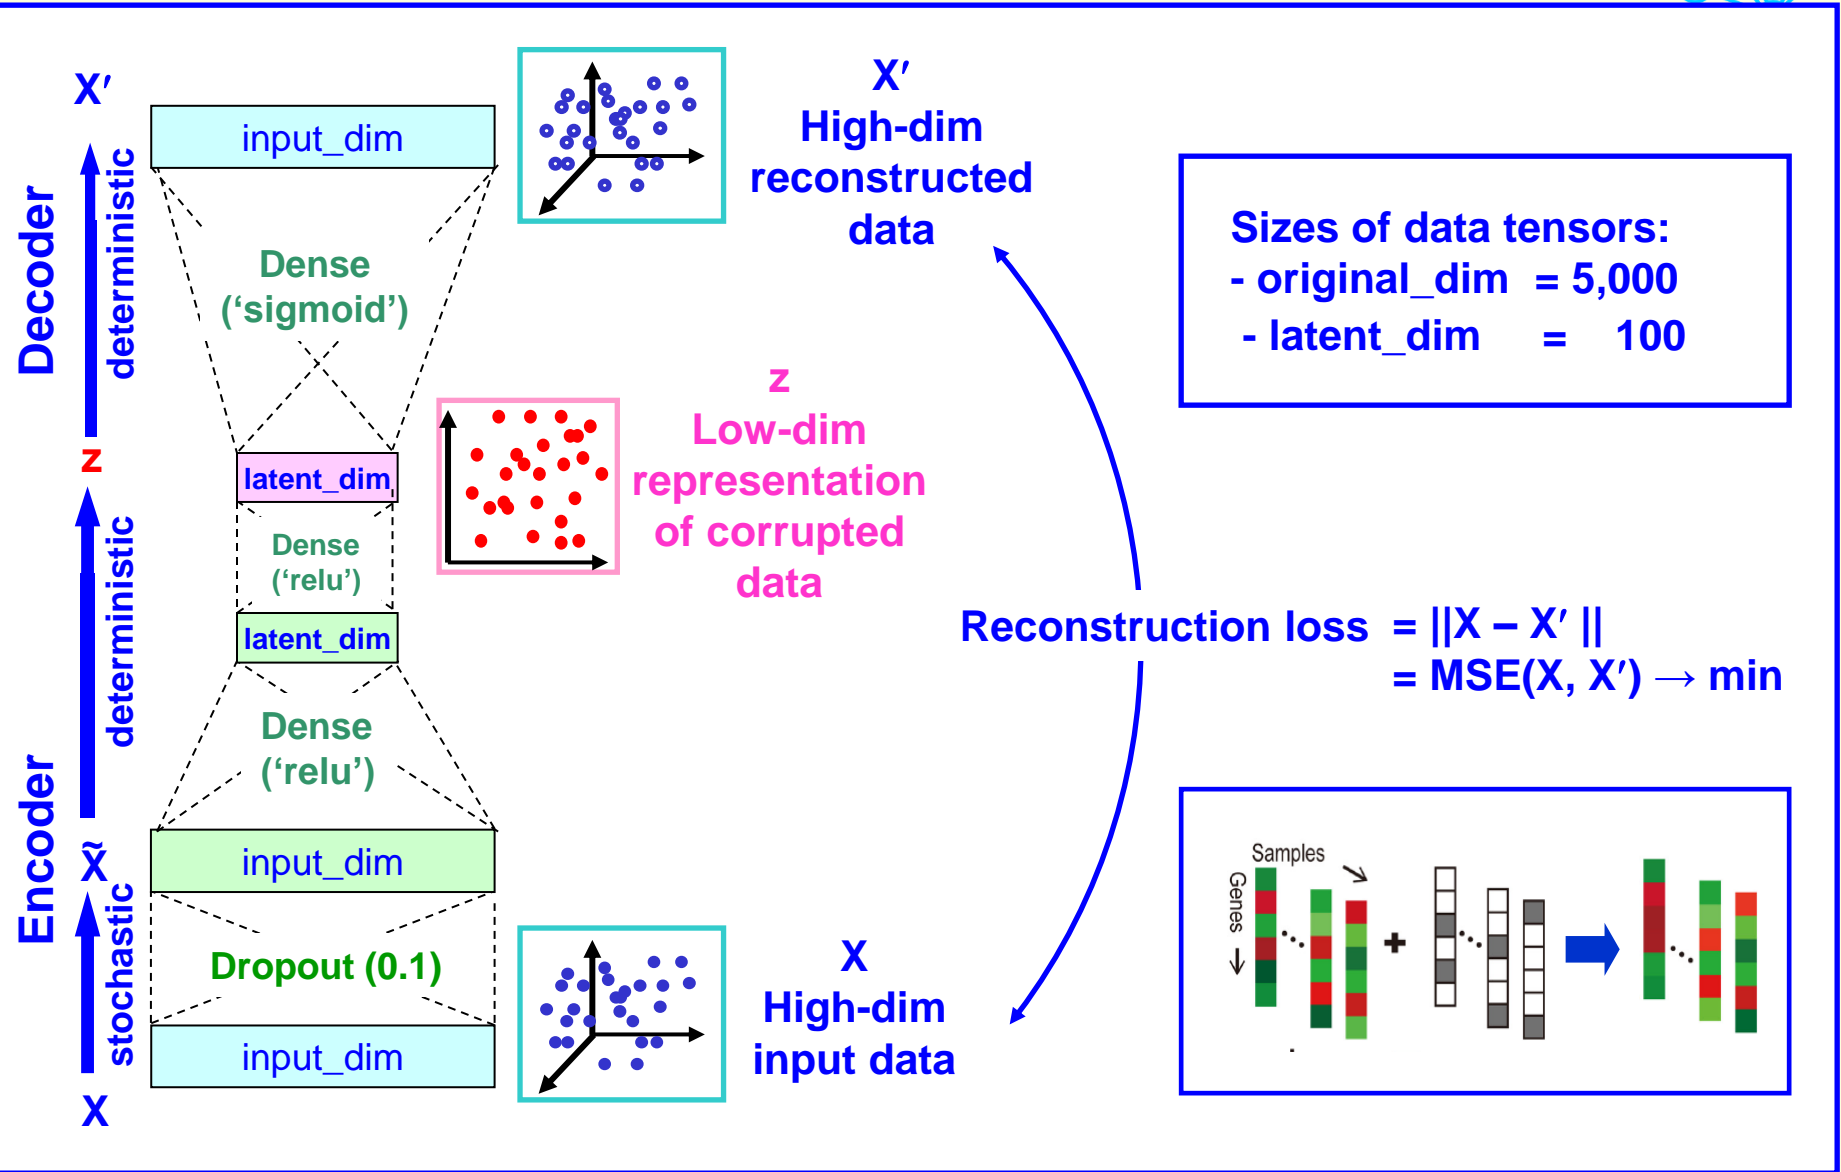 X′
input_dim
Decoder
deterministic
Dense
(‘sigmoid’)
z
latent_dim
Dense
(‘relu’)
latent_dim
deterministic
Dense
(‘relu’)
Encoder
X̃
input_dim
stochastic
Dropout (0.1)
input_dim
X
X′
High-dim
reconstructed
data
z
Low-dim
representation
of corrupted
data
X
High-dim
input data
Sizes of data tensors:
- original_dim = 5,000
- latent_dim = 100
Reconstruction loss = ||X – X′ ||
= MSE(X, X′) → min
Samples
Genes